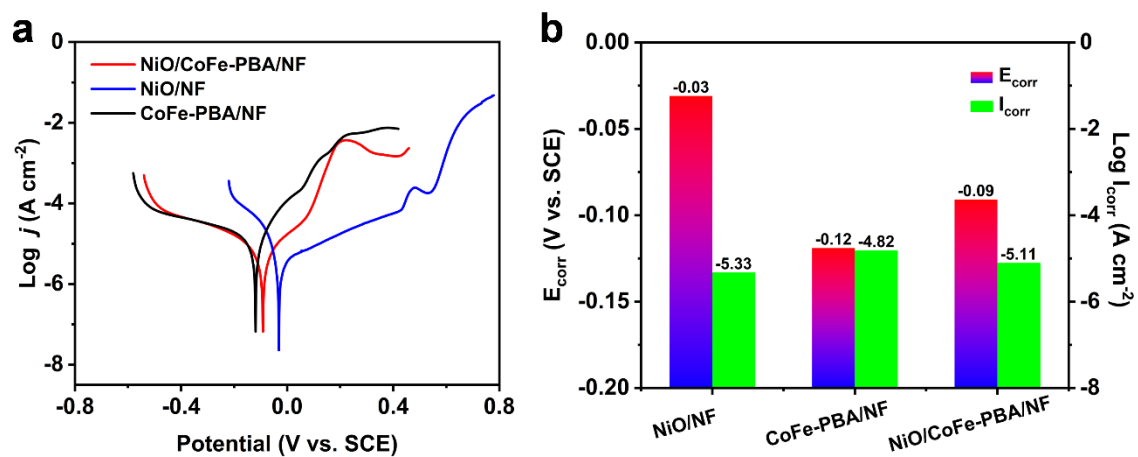 a
0
-2
-4
-6
-8
Log j (A cm-2)
NiO/CoFe-PBA/NF
NiO/NF
CoFe-PBA/NF
-0.8
-0.4
0.0
0.4
0.8
Potential (V vs. SCE)
b
0.00
-0.05
-0.10
-0.15
-0.20
Ecorr (V vs. SCE)
Ecorr
Icorr
-0.03
-5.33
-0.12
-4.82
-0.09
-5.11
NiO/NF
CoFe-PBA/NF
NiO/CoFe-PBA/NF
0
-2
-4
-6
-8
Log Icorr (A cm-2)